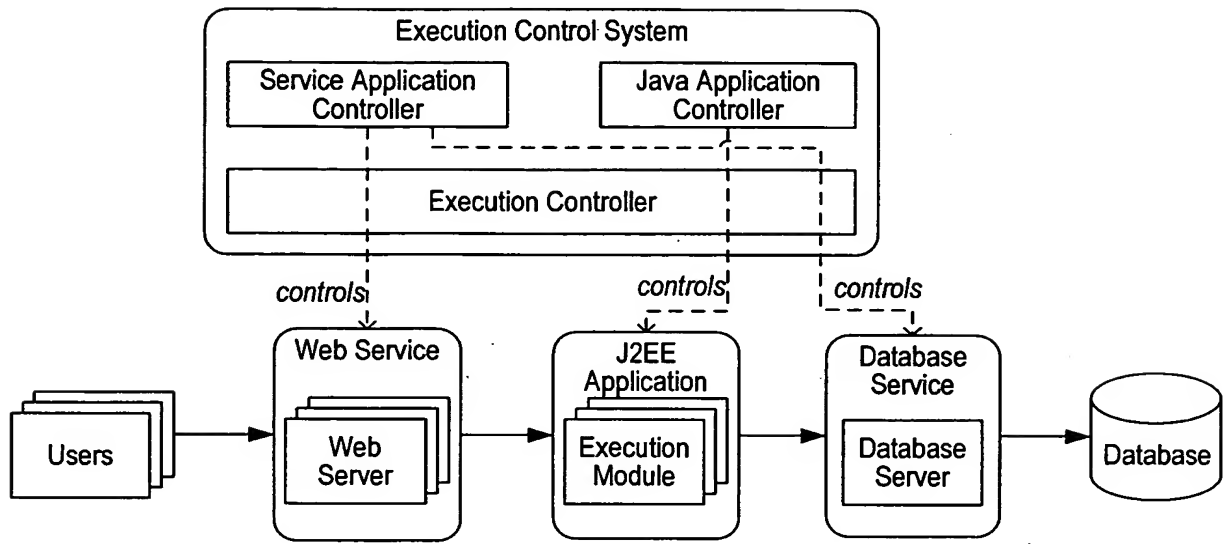 Execution Control System
Service Application
Controller
Java Application
Controller
Execution Controller
controls
controls
controls
Web Service
J2EE
Application
Database
Service
Users
Web
Server
Execution
Module
Database
Server
Database